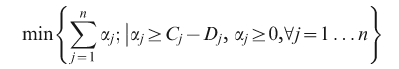 min{∑_{j=1}^{n} α_j; |α_j ≥ C_j − D_j, α_j ≥ 0, ∀j = 1…n}